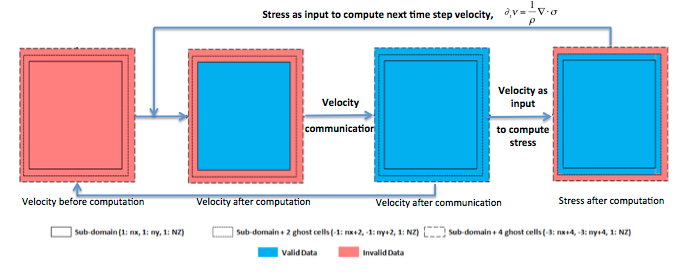 Stress as input to compute next time step velocity, ∂ₜv = 1/ρ ∇·σ
Velocity
communication
Velocity as
input
to compute
stress
Velocity before computation
Velocity after computation
Velocity after communication
Stress after computation
Sub-domain (1: nx, 1: ny, 1: NZ)
Sub-domain + 2 ghost cells (-1: nx+2, -1: ny+2, 1: NZ)
Sub-domain + 4 ghost cells (-3: nx+4, -3: ny+4, 1: NZ)
Valid Data
Invalid Data